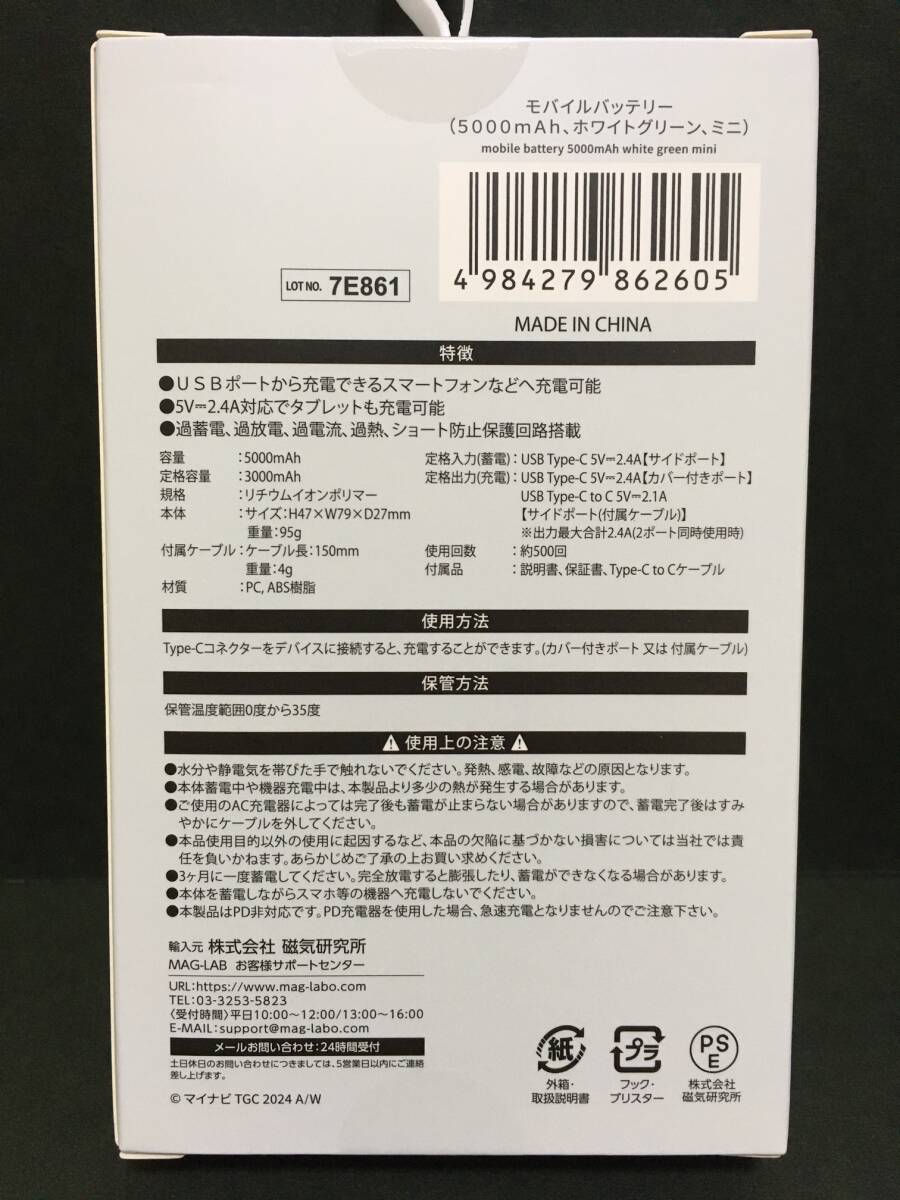 モバイルバッテリー
（5000mAh、ホワイトグリーン、ミニ）
mobile battery 5000mAh white green mini
4 984279 862605
LOT NO. 7E861
MADE IN CHINA
特徴
●USBポートから充電できるスマートフォンなどへ充電可能
●5V⎓2.4A対応でタブレットも充電可能
●過蓄電、過放電、過電流、過熱、ショート防止保護回路搭載
容量 ：5000mAh
定格容量 ：3000mAh
規格 ：リチウムイオンポリマー
本体 ：サイズ：H47×W79×D27mm
重量：95g
付属ケーブル：ケーブル長：150mm
重量：4g
材質 ：PC, ABS樹脂
定格入力(蓄電)：USB Type-C 5V⎓2.4A【サイドポート】
定格出力(充電)：USB Type-C 5V⎓2.4A【カバー付きポート】
USB Type-C to C 5V⎓2.1A
【サイドポート(付属ケーブル)】
※出力最大合計2.4A(2ポート同時使用時)
使用回数 ：約500回
付属品 ：説明書、保証書、Type-C to Cケーブル
使用方法
Type-Cコネクターをデバイスに接続すると、充電することができます。(カバー付きポート 又は 付属ケーブル)
保管方法
保管温度範囲0度から35度
⚠ 使用上の注意 ⚠
●水分や静電気を帯びた手で触れないでください。発熱、感電、故障などの原因となります。
●本体蓄電中や機器充電中は、本製品より多少の熱が発生する場合があります。
●ご使用のAC充電器によっては完了後も蓄電が止まらない場合がありますので、蓄電完了後はすみ
やかにケーブルを外してください。
●本品使用目的以外の使用に起因するなど、本品の欠陥に基づかない損害については当社では責
任を負いかねます。あらかじめご了承の上お買い求めください。
●3ヶ月に一度蓄電してください。完全放電すると膨張したり、蓄電ができなくなる場合があります。
●本体を蓄電しながらスマホ等の機器へ充電しないでください。
●本製品はPD非対応です。PD充電器を使用した場合、急速充電となりませんのでご注意下さい。
輸入元 株式会社 磁気研究所
MAG-LAB お客様サポートセンター
URL:https://www.mag-labo.com
TEL:03-3253-5823
〈受付時間〉平日10:00～12:00/13:00～16:00
E-MAIL:support@mag-labo.com
メールお問い合わせ：24時間受付
土日休日のお問い合わせにつきましては、5営業日以内にご連絡
差し上げます。
© マイナビ TGC 2024 A/W
紙
外箱・
取扱説明書
プラ
フック・
ブリスター
PS
E
株式会社
磁気研究所